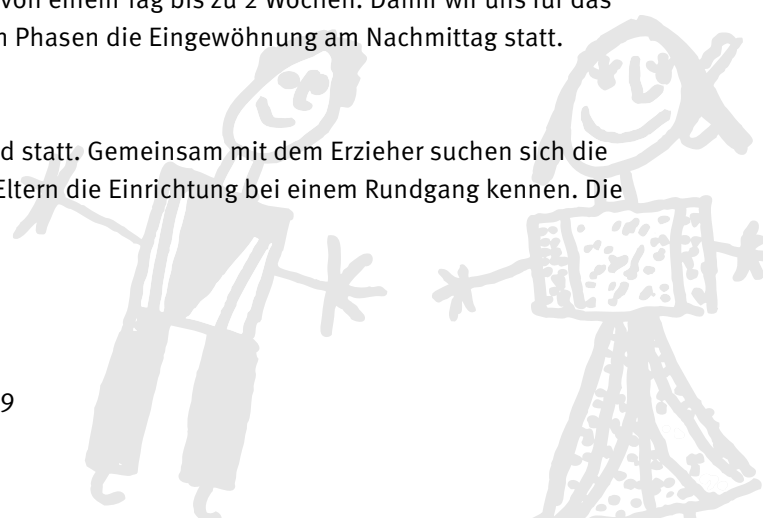 von einem Tag bis zu 2 Wochen. Damit wir uns für das
n Phasen die Eingewöhnung am Nachmittag statt.
d statt. Gemeinsam mit dem Erzieher suchen sich die
Eltern die Einrichtung bei einem Rundgang kennen. Die
9